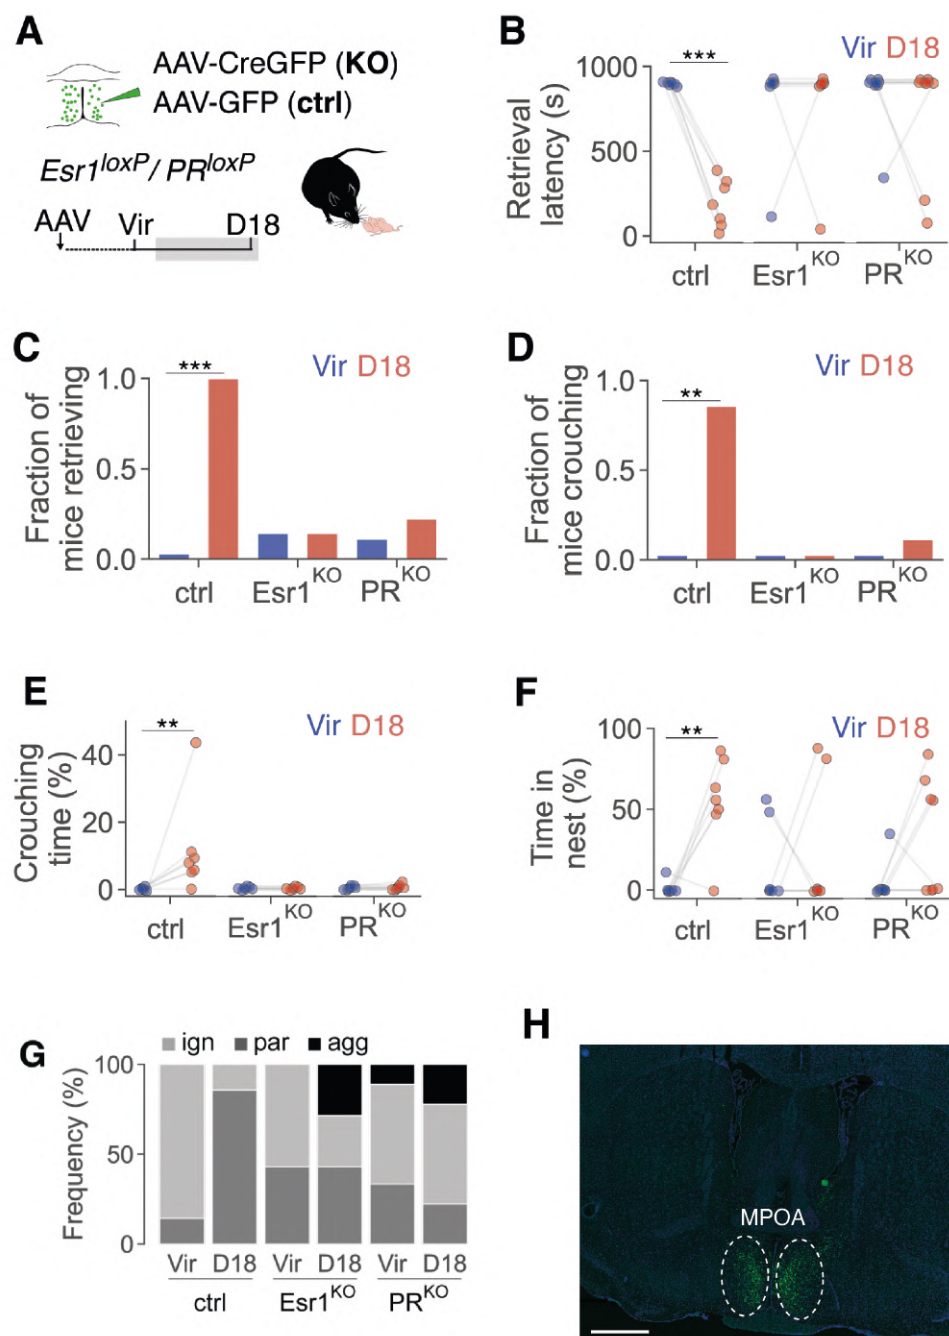 A
AAV-CreGFP (KO)
AAV-GFP (ctrl)
Esr1loxP/ PRloxP
AAV Vir D18
B
Vir D18
***
Retrieval
latency (s)
1000
500
0
ctrl Esr1KO PRKO
C
Vir D18
***
Fraction of
mice retrieving
1.0
0.5
0.0
ctrl Esr1KO PRKO
D
Vir D18
**
Fraction of
mice crouching
1.0
0.5
0.0
ctrl Esr1KO PRKO
E
Vir D18
**
Crouching
time (%)
40
20
0
ctrl Esr1KO PRKO
F
Vir D18
**
Time in
nest (%)
100
50
0
ctrl Esr1KO PRKO
G
ign par agg
Frequency (%)
100
50
0
Vir D18 Vir D18 Vir D18
ctrl Esr1KO PRKO
H
MPOA